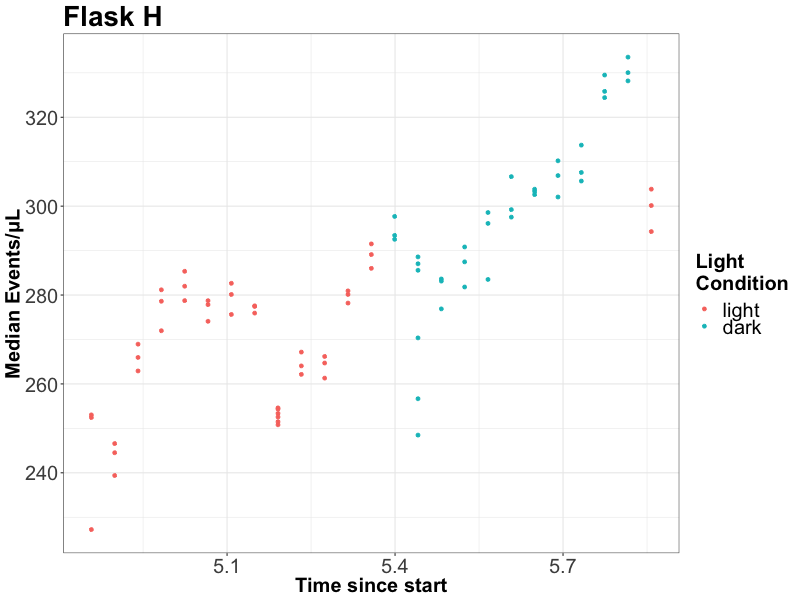 Flask H
Median Events/µL
320
300
280
260
240
5.1
5.4
5.7
Time since start
Light
Condition
light
dark